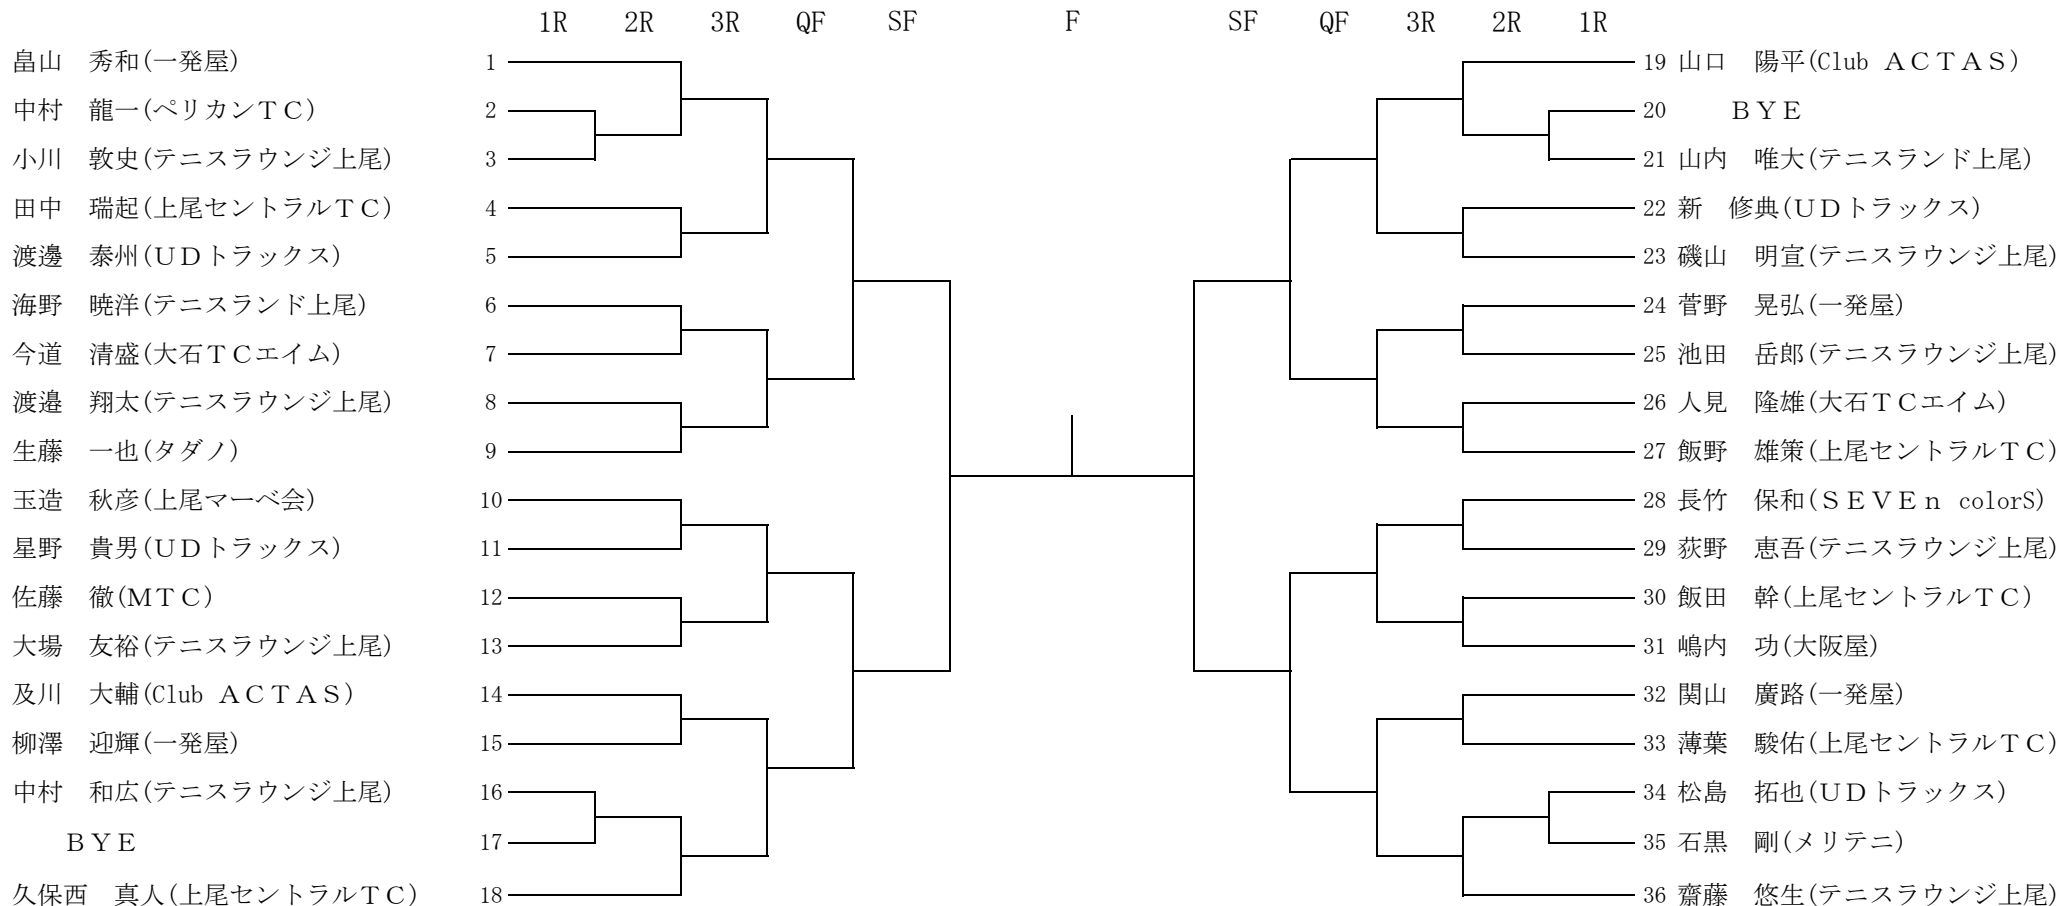 1R 2R 3R QF SF F SF QF 3R 2R 1R
畠山　秀和(一発屋) 1
中村　龍一(ペリカンＴＣ) 2
小川　敦史(テニスラウンジ上尾) 3
田中　瑞起(上尾セントラルＴＣ) 4
渡邊　泰州(ＵＤトラックス) 5
海野　暁洋(テニスランド上尾) 6
今道　清盛(大石ＴＣエイム) 7
渡邉　翔太(テニスラウンジ上尾) 8
生藤　一也(タダノ) 9
玉造　秋彦(上尾マーベ会) 10
星野　貴男(ＵＤトラックス) 11
佐藤　徹(ＭＴＣ) 12
大場　友裕(テニスラウンジ上尾) 13
及川　大輔(Club ＡＣＴＡＳ) 14
柳澤　迎輝(一発屋) 15
中村　和広(テニスラウンジ上尾) 16
ＢＹＥ 17
久保西　真人(上尾セントラルＴＣ) 18
19 山口　陽平(Club ＡＣＴＡＳ)
20 ＢＹＥ
21 山内　唯大(テニスランド上尾)
22 新　修典(ＵＤトラックス)
23 磯山　明宣(テニスラウンジ上尾)
24 菅野　晃弘(一発屋)
25 池田　岳郎(テニスラウンジ上尾)
26 人見　隆雄(大石ＴＣエイム)
27 飯野　雄策(上尾セントラルＴＣ)
28 長竹　保和(ＳＥＶＥｎ colorS)
29 荻野　恵吾(テニスラウンジ上尾)
30 飯田　幹(上尾セントラルＴＣ)
31 嶋内　功(大阪屋)
32 関山　廣路(一発屋)
33 薄葉　駿佑(上尾セントラルＴＣ)
34 松島　拓也(ＵＤトラックス)
35 石黒　剛(メリテニ)
36 齋藤　悠生(テニスラウンジ上尾)